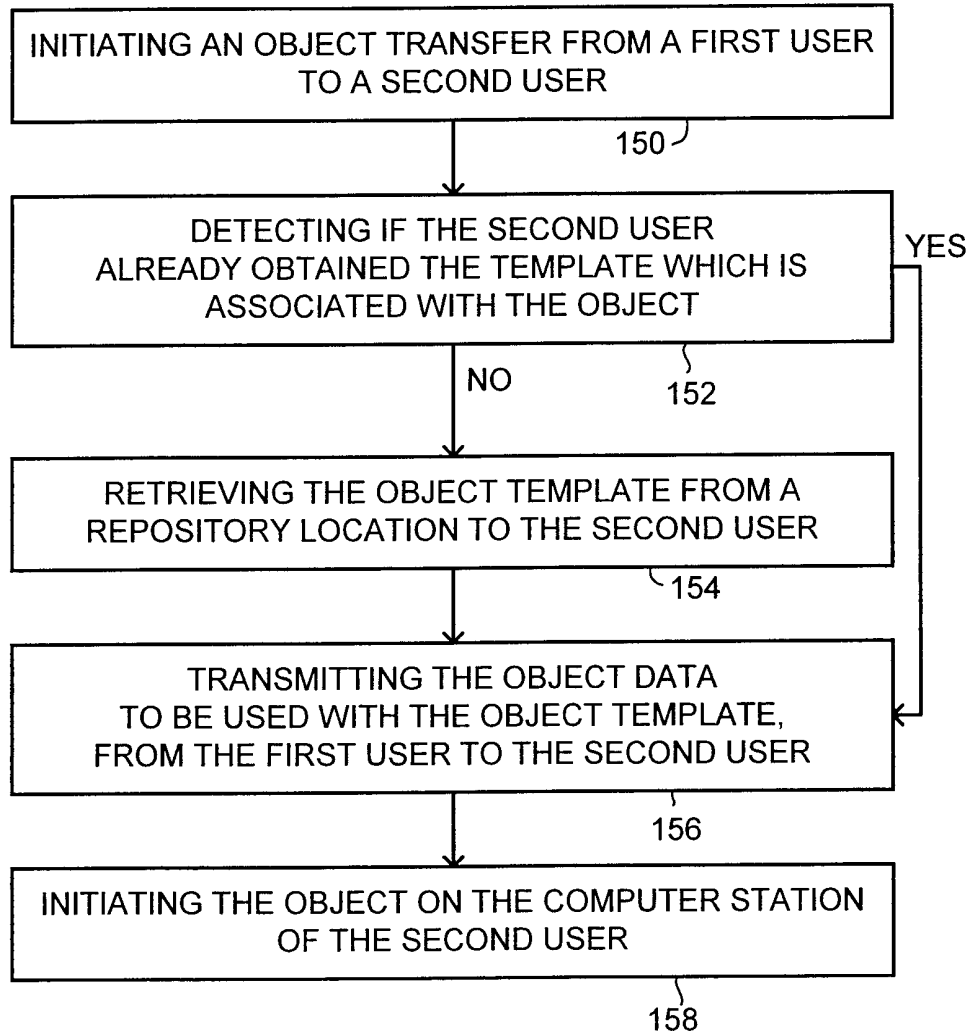 INITIATING AN OBJECT TRANSFER FROM A FIRST USER
TO A SECOND USER
150
DETECTING IF THE SECOND USER
ALREADY OBTAINED THE TEMPLATE WHICH IS
ASSOCIATED WITH THE OBJECT
YES
152
NO
RETRIEVING THE OBJECT TEMPLATE FROM A
REPOSITORY LOCATION TO THE SECOND USER
154
TRANSMITTING THE OBJECT DATA
TO BE USED WITH THE OBJECT TEMPLATE,
FROM THE FIRST USER TO THE SECOND USER
156
INITIATING THE OBJECT ON THE COMPUTER STATION
OF THE SECOND USER
158